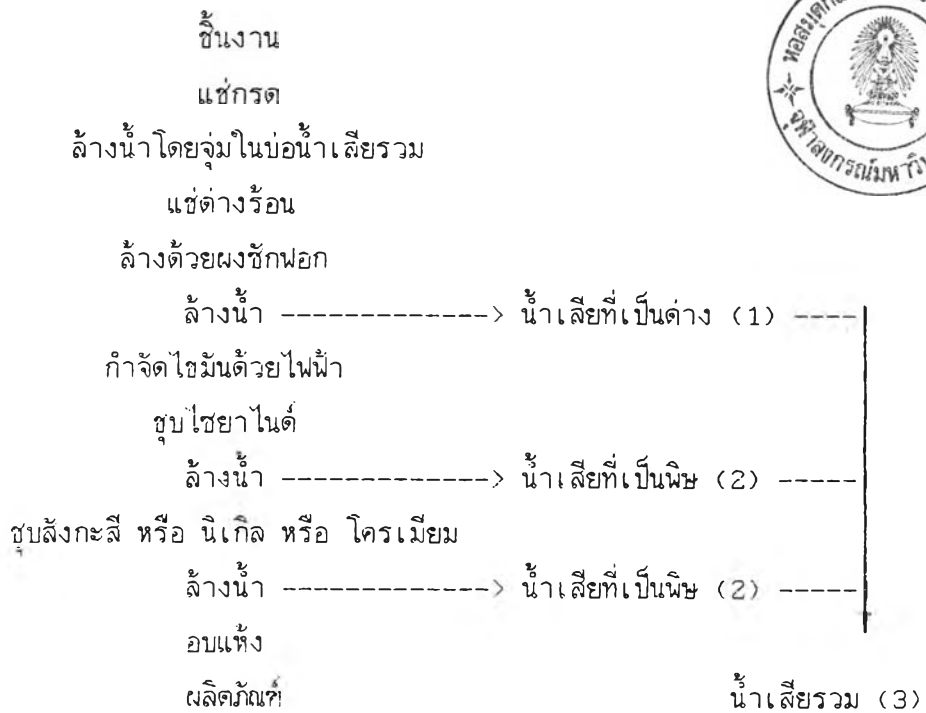 ชิ้นงาน
แช่กรด
ล้างน้ำโดยจุ่มในบ่อน้ำเสียรวม
แช่ด่างร้อน
ล้างด้วยผงซักฟอก
ล้างน้ำ -------------> น้ำเสียที่เป็นด่าง (1) ----
กำจัดไขมันด้วยไฟฟ้า
ชุบไซยาไนด์
ล้างน้ำ -------------> น้ำเสียที่เป็นพิษ (2) -----
ชุบสังกะสี หรือ นิเกิล หรือ โครเมียม
ล้างน้ำ -------------> น้ำเสียที่เป็นพิษ (2) -----
อบแห้ง
ผลิตภัณฑ์ น้ำเสียรวม (3)